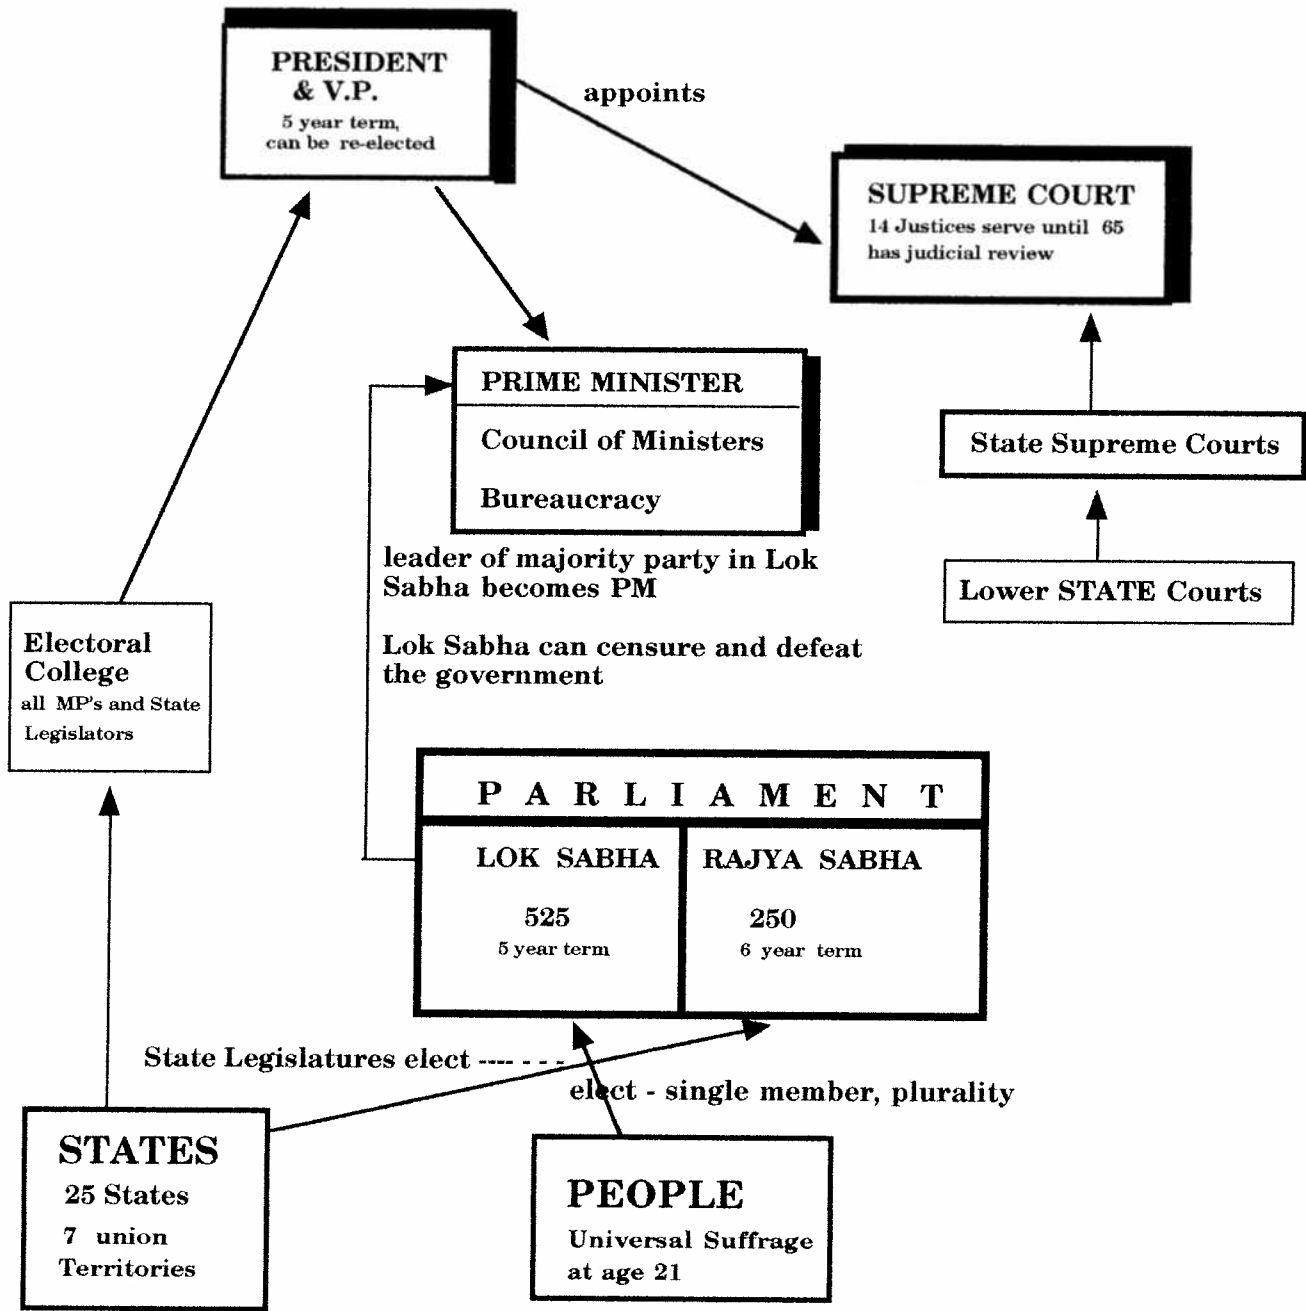 PRESIDENT
& V.P.
5 year term,
can be re-elected
appoints
SUPREME COURT
14 Justices serve until 65
has judicial review
PRIME MINISTER
Council of Ministers
Bureaucracy
State Supreme Courts
Lower STATE Courts
leader of majority party in Lok
Sabha becomes PM
Lok Sabha can censure and defeat
the government
Electoral
College
all MP's and State
Legislators
PARLIAMENT
LOK SABHA
525
5 year term
RAJYA SABHA
250
6 year term
State Legislatures elect ---- - - -
elect - single member, plurality
STATES
25 States
7 union
Territories
PEOPLE
Universal Suffrage
at age 21